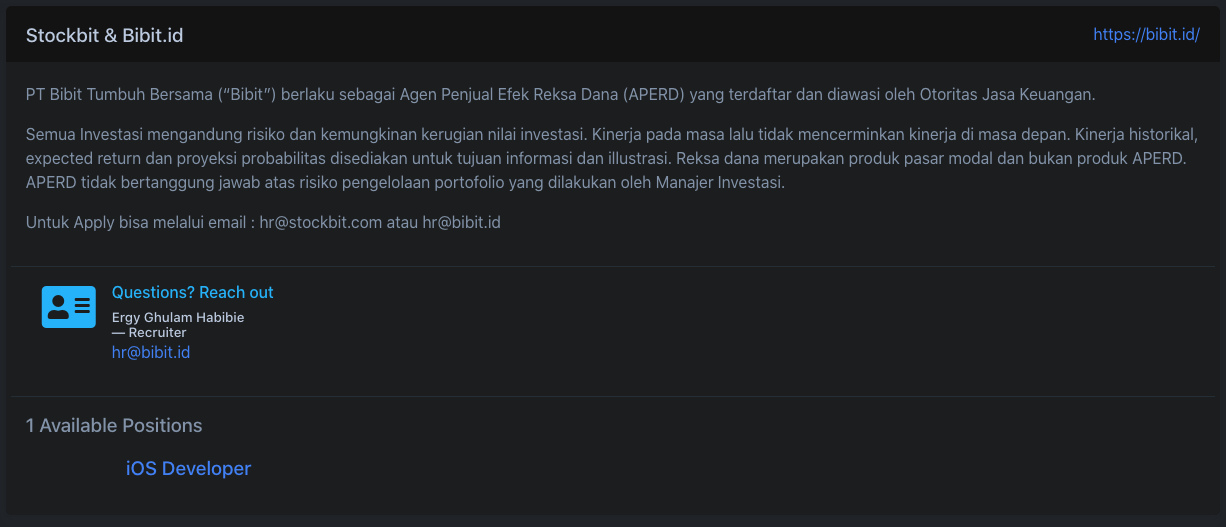 Stockbit & Bibit.id
https://bibit.id/
PT Bibit Tumbuh Bersama (“Bibit”) berlaku sebagai Agen Penjual Efek Reksa Dana (APERD) yang terdaftar dan diawasi oleh Otoritas Jasa Keuangan.
Semua Investasi mengandung risiko dan kemungkinan kerugian nilai investasi. Kinerja pada masa lalu tidak mencerminkan kinerja di masa depan. Kinerja historikal,
expected return dan proyeksi probabilitas disediakan untuk tujuan informasi dan illustrasi. Reksa dana merupakan produk pasar modal dan bukan produk APERD.
APERD tidak bertanggung jawab atas risiko pengelolaan portofolio yang dilakukan oleh Manajer Investasi.
Untuk Apply bisa melalui email : hr@stockbit.com atau hr@bibit.id
Questions? Reach out
Ergy Ghulam Habibie
— Recruiter
hr@bibit.id
1 Available Positions
iOS Developer